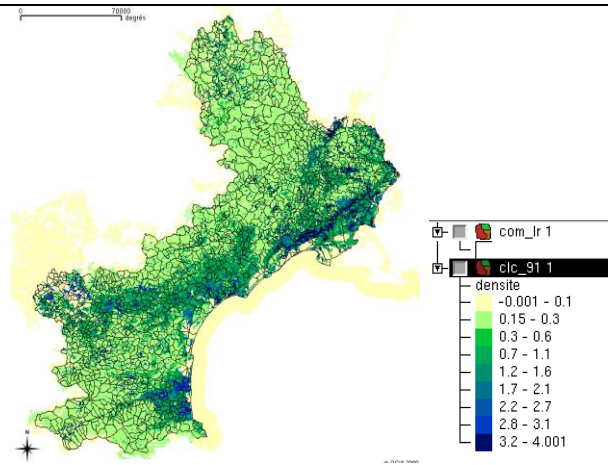 0 70000
degrés
com_lr 1
clc_91 1
densite
-0.001 - 0.1
0.15 - 0.3
0.3 - 0.6
0.7 - 1.1
1.2 - 1.6
1.7 - 2.1
2.2 - 2.7
2.8 - 3.1
3.2 - 4.001
N